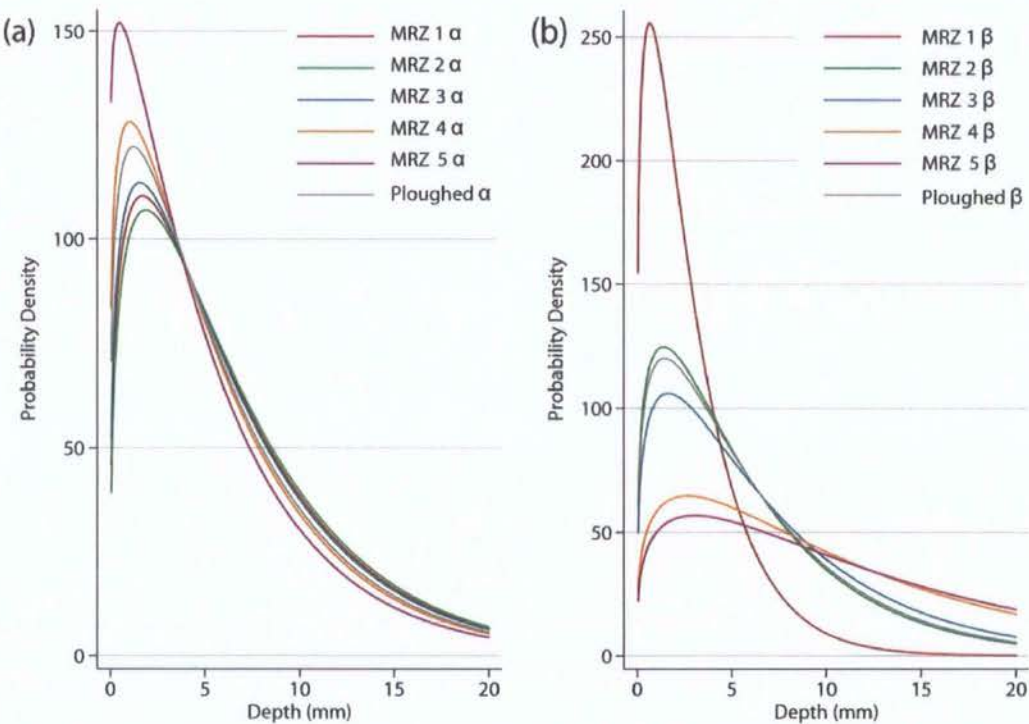 (a)
MRZ 1 α
MRZ 2 α
MRZ 3 α
MRZ 4 α
MRZ 5 α
Ploughed α
150
100
50
0
Probability Density
0 5 10 15 20
Depth (mm)
(b)
MRZ 1 β
MRZ 2 β
MRZ 3 β
MRZ 4 β
MRZ 5 β
Ploughed β
250
200
150
100
50
0
Probability Density
0 5 10 15 20
Depth (mm)